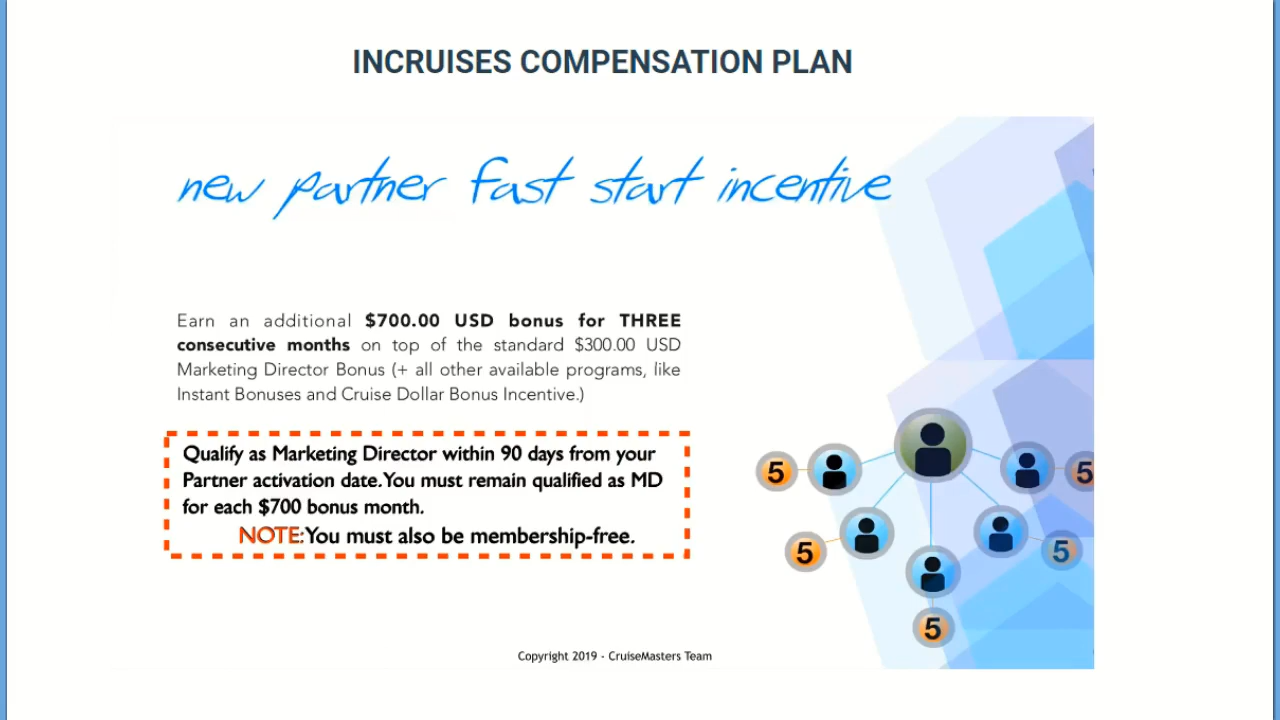 INCRUISES COMPENSATION PLAN
new partner fast start incentive
Earn an additional $700.00 USD bonus for THREE
consecutive months on top of the standard $300.00 USD
Marketing Director Bonus (+ all other available programs, like
Instant Bonuses and Cruise Dollar Bonus Incentive.)
Qualify as Marketing Director within 90 days from your
Partner activation date.You must remain qualified as MD
for each $700 bonus month.
NOTE:You must also be membership-free.
5
5
5
5
5
Copyright 2019 - CruiseMasters Team